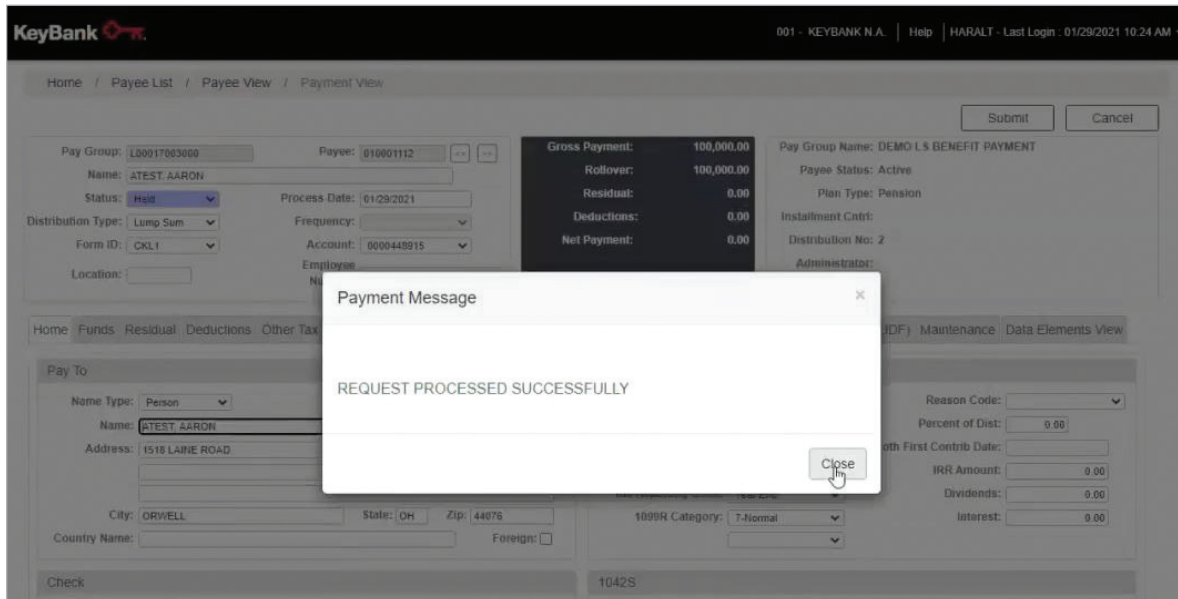 KeyBank
001 - KEYBANK N.A. | Help | HARALT - Last Login : 01/29/2021 10:24 AM
Home / Payee List / Payee View / Payment View
Submit Cancel
Pay Group: L00017003000 Payee: 010001112 Gross Payment: 100,000.00 Pay Group Name: DEMO LS BENEFIT PAYMENT
Name: ATEST, AARON Rollover: 100,000.00 Payee Status: Active
Status: Held Process Date: 01/29/2021 Residual: 0.00 Plan Type: Pension
Distribution Type: Lump Sum Frequency: Deductions: 0.00 Installment Cntrl:
Form ID: CKL1 Account: 0000448915 Net Payment: 0.00 Distribution No: 2
Location: Employee Administrator:
Payment Message ×
Home Funds Residual Deductions Other Tax UDF) Maintenance Data Elements View
REQUEST PROCESSED SUCCESSFULLY
Close
Pay To
Name Type: Person Reason Code:
Name: ATEST, AARON Percent of Dist: 0.00
Address: 1518 LAINE ROAD First Contrib Date:
IRR Amount: 0.00
Dividends: 0.00
City: ORWELL State: OH Zip: 44076 1099R Category: 7-Normal Interest: 0.00
Country Name: Foreign:
Check 1042S